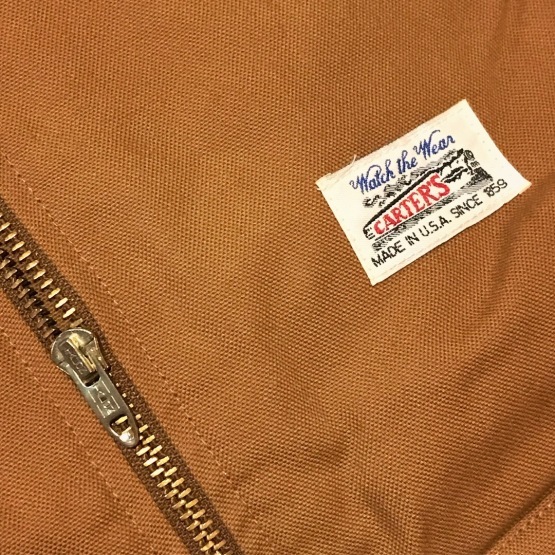 Watch the Wear
CARTER'S
MADE IN U.S.A. SINCE 1859